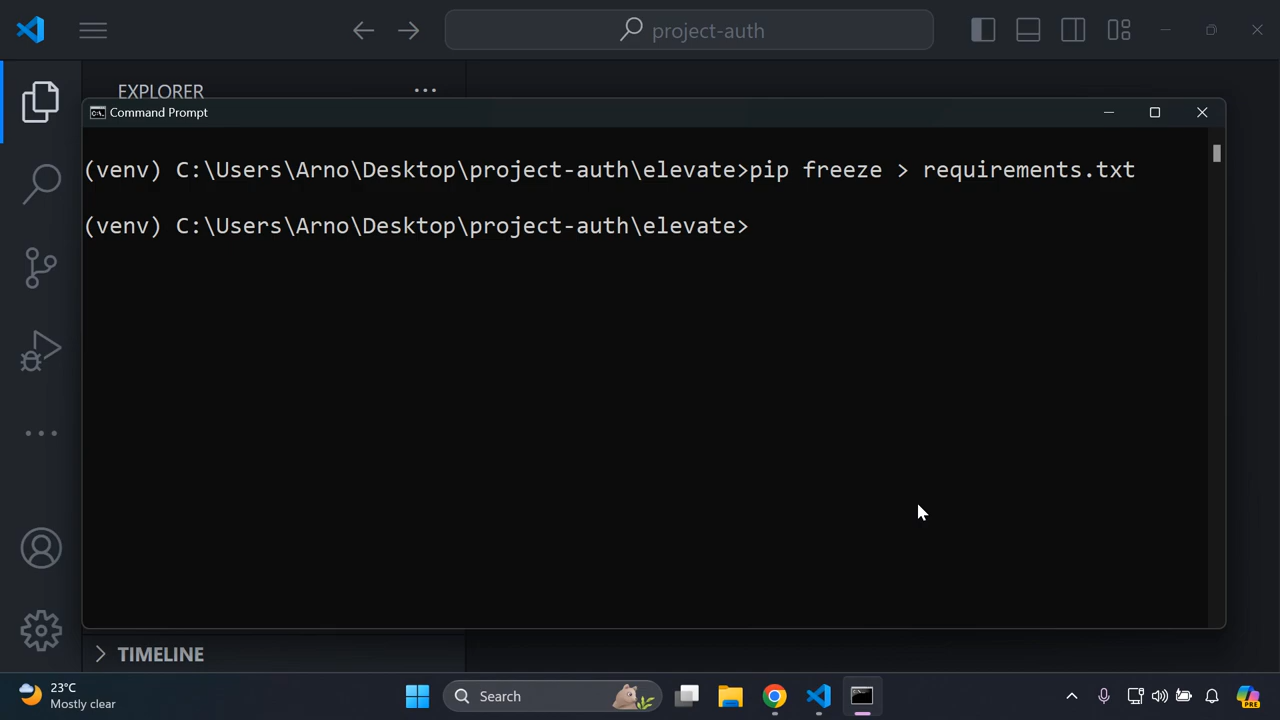 project-auth
EXPLORER
Command Prompt
(venv) C:\Users\Arno\Desktop\project-auth\elevate>pip freeze > requirements.txt
(venv) C:\Users\Arno\Desktop\project-auth\elevate>
TIMELINE
23°C
Mostly clear
Search
PRE